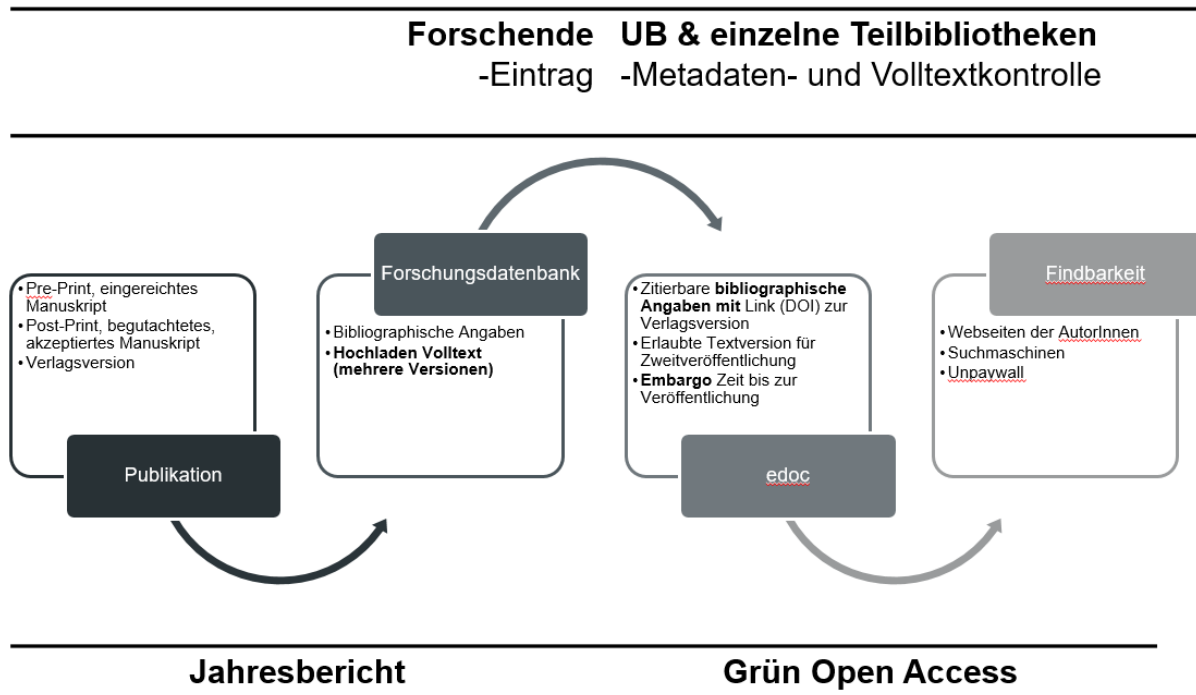 Forschende
-Eintrag
UB & einzelne Teilbibliotheken
-Metadaten- und Volltextkontrolle
•Pre-Print, eingereichtes
Manuskript
•Post-Print, begutachtetes,
akzeptiertes Manuskript
•Verlagsversion
Publikation
Forschungsdatenbank
•Bibliographische Angaben
•Hochladen Volltext
(mehrere Versionen)
•Zitierbare bibliographische
Angaben mit Link (DOI) zur
Verlagsversion
•Erlaubte Textversion für
Zweitveröffentlichung
•Embargo Zeit bis zur
Veröffentlichung
edoc
Findbarkeit
•Webseiten der AutorInnen
•Suchmaschinen
•Unpaywall
Jahresbericht
Grün Open Access